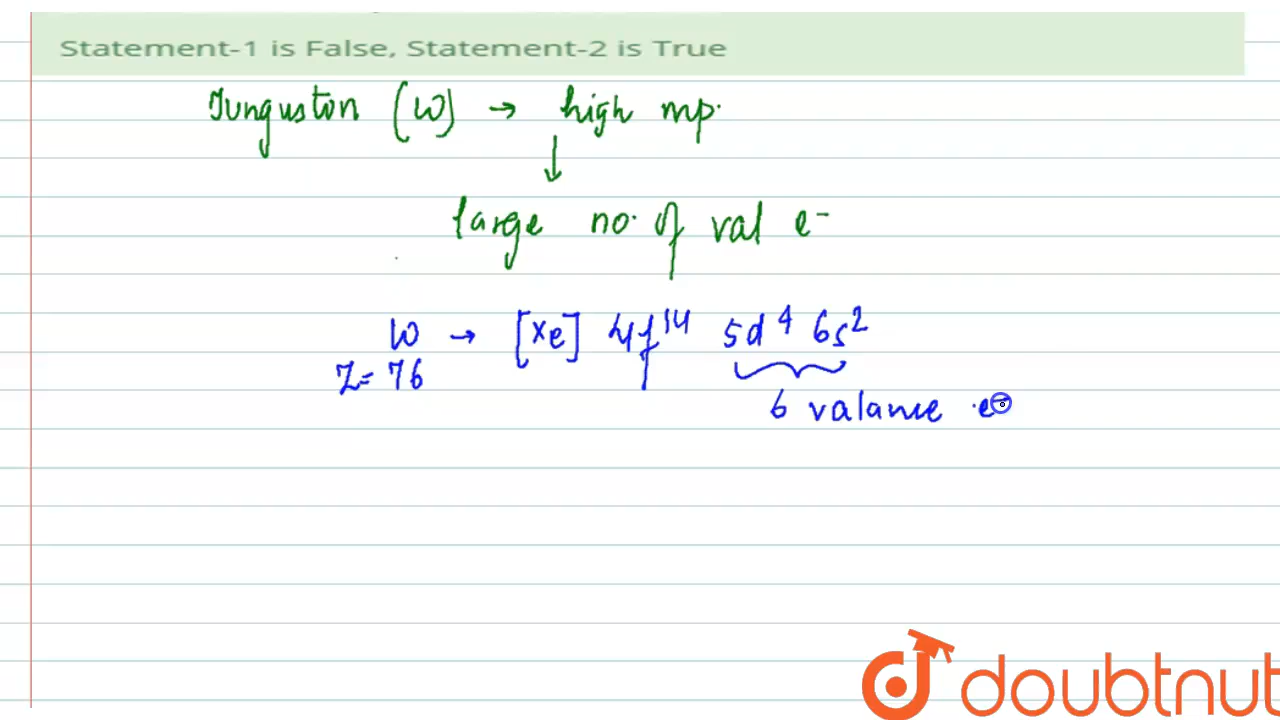 Statement-1 is False, Statement-2 is True
Tunguston (W) → high mp.
↓
large no. of val e⁻
W → [Xe] 4f¹⁴ 5d⁴ 6s²
Z= 76
6 valance e⁻
doubtnut